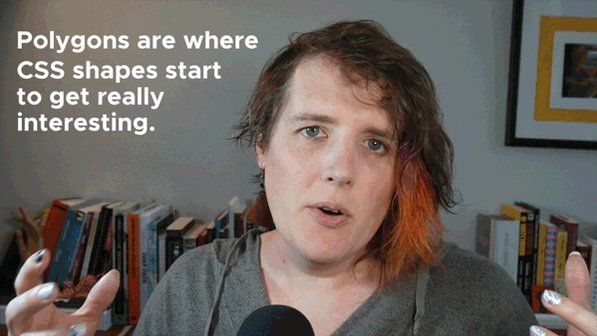 Polygons are where
CSS shapes start
to get really
interesting.